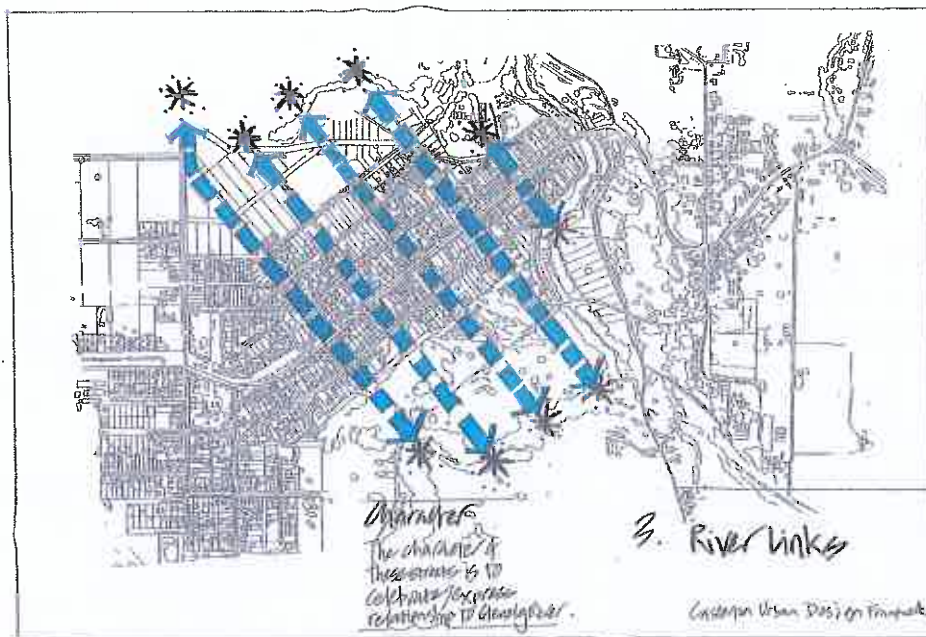 Character
The character of
these streets is to
celebrate/express
relationship to Glenelg River.
3. River Links
Casterton Urban Design Framework